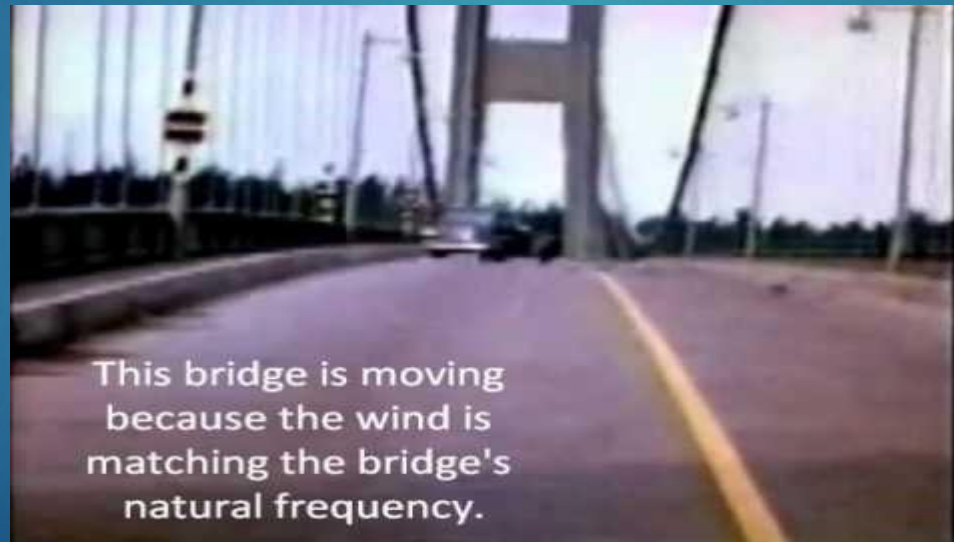 This bridge is moving
because the wind is
matching the bridge's
natural frequency.